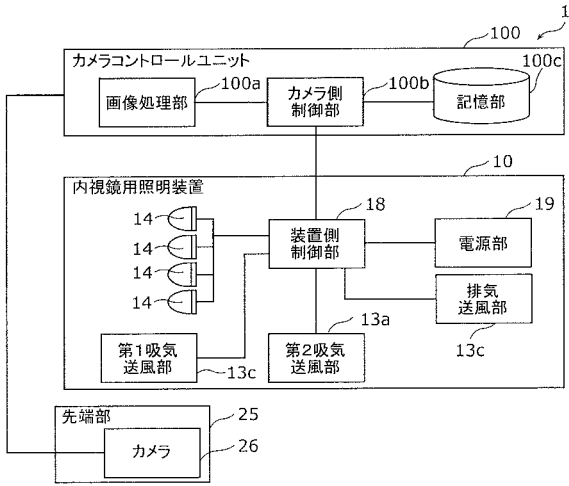 1
100
カメラコントロールユニット
100a
100b
100c
画像処理部
カメラ側
制御部
記憶部
10
内視鏡用照明装置
18
19
14
14
14
14
装置側
制御部
電源部
排気
送風部
13a
13c
第1吸気
送風部
13c
第2吸気
送風部
先端部
25
カメラ
26